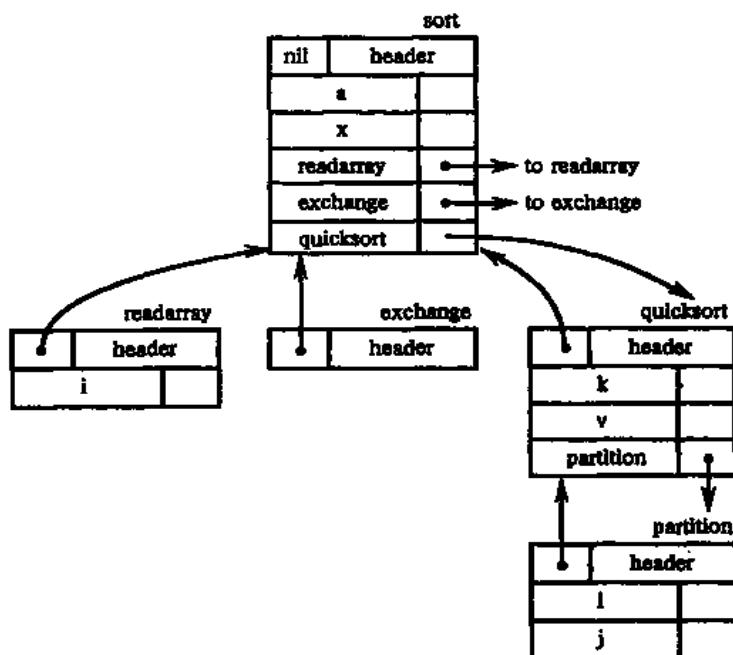 sort
nil header
a
x
readarray to readarray
exchange to exchange
quicksort
readarray exchange quicksort
header header header
i k
v
partition
partition
header
l
j